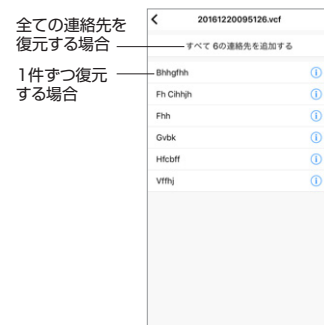 全ての連絡先を
復元する場合
1件ずつ復元
する場合
20161220095126.vcf
すべて 6の連絡先を追加する
Bhhgfhh
Fh Cihhjh
Fhh
Gvbk
Hfcbff
Vffhj